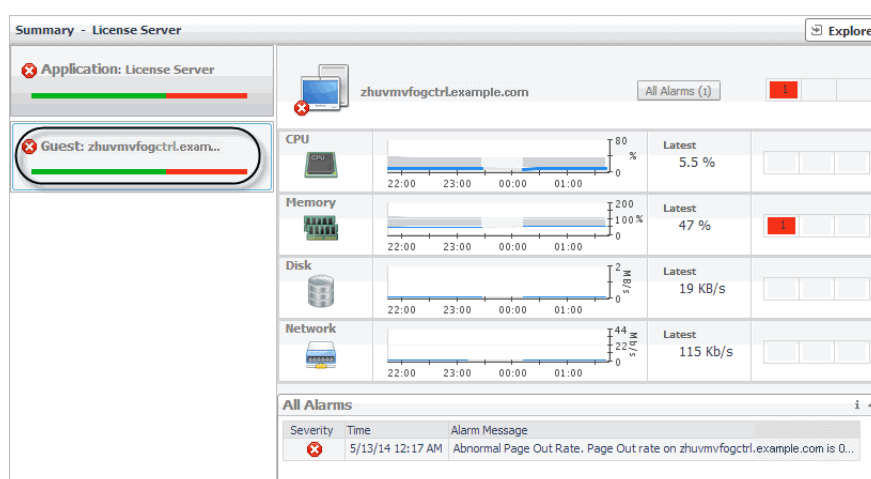 Summary - License Server
Explore
Application: License Server
Guest: zhuvmvfogctrl.exam...
zhuvmvfogctrl.example.com
All Alarms (1)
1
CPU
CPU
80
%
0
22:00 23:00 00:00 01:00
Latest
5.5 %
Memory
200
100 %
0
22:00 23:00 00:00 01:00
Latest
47 %
1
Disk
2
MB/s
0
22:00 23:00 00:00 01:00
Latest
19 KB/s
Network
44
22
Mb/s
0
22:00 23:00 00:00 01:00
Latest
115 Kb/s
All Alarms
i
Severity Time Alarm Message
5/13/14 12:17 AM Abnormal Page Out Rate. Page Out rate on zhuvmvfogctrl.example.com is 0...